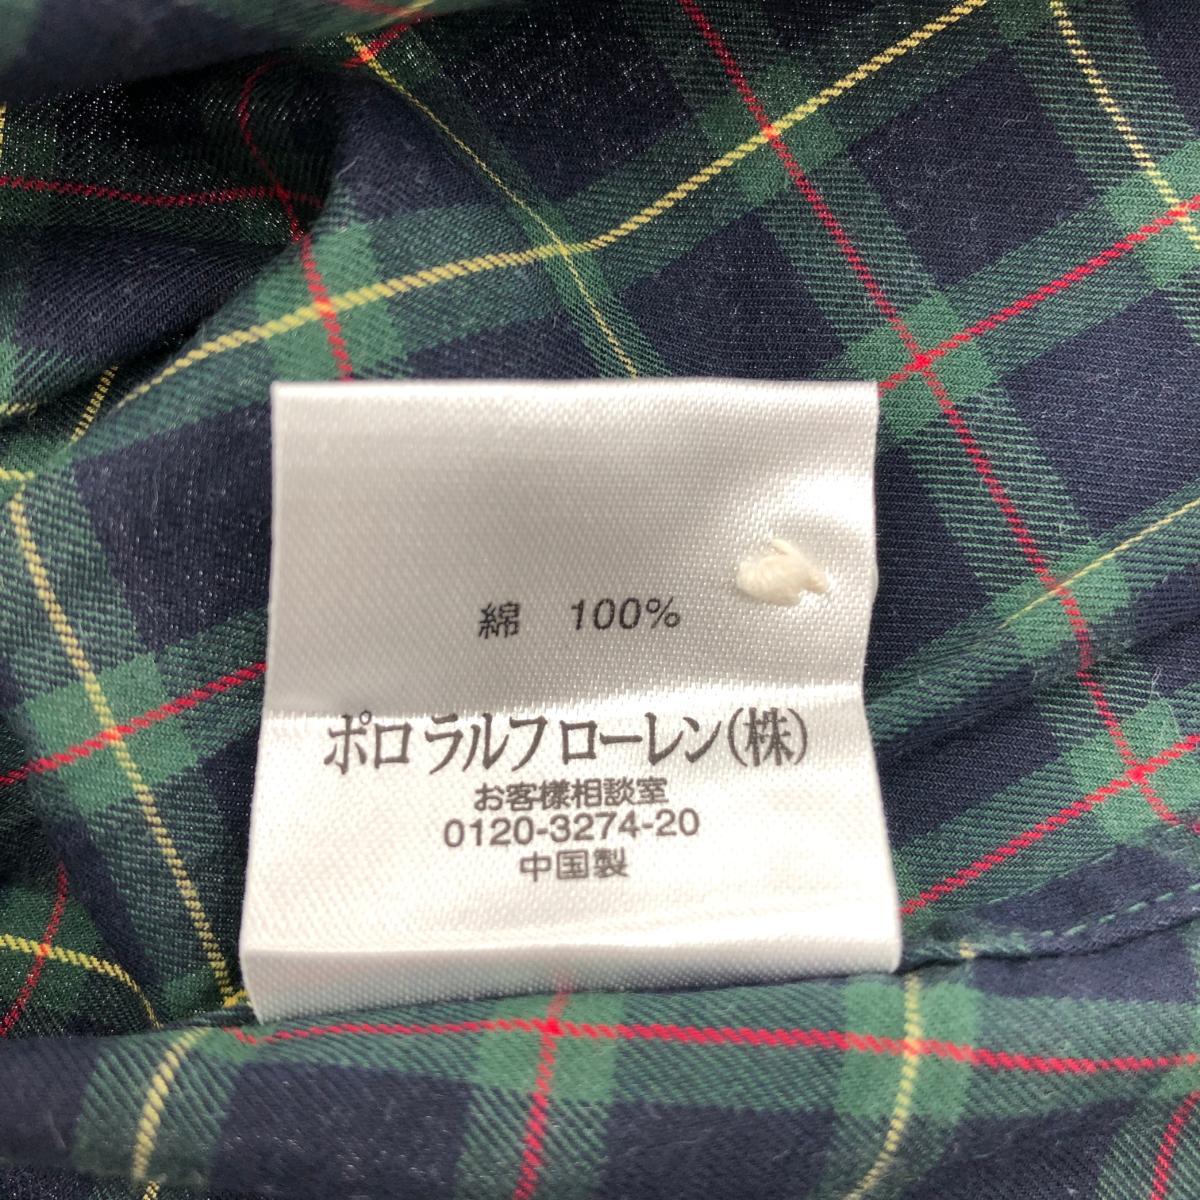 綿 100%
ポロ ラルフ ローレン(株)
お客様相談室
0120-3274-20
中国製